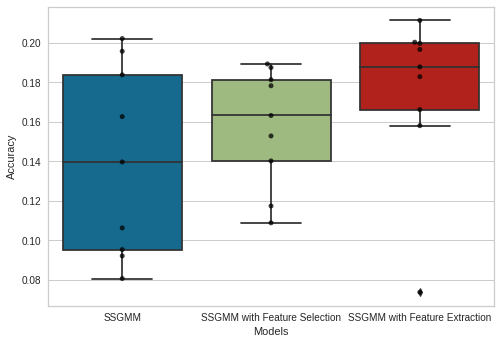 Accuracy
0.20
0.18
0.16
0.14
0.12
0.10
0.08
SSGMM
SSGMM with Feature Selection
SSGMM with Feature Extraction
Models